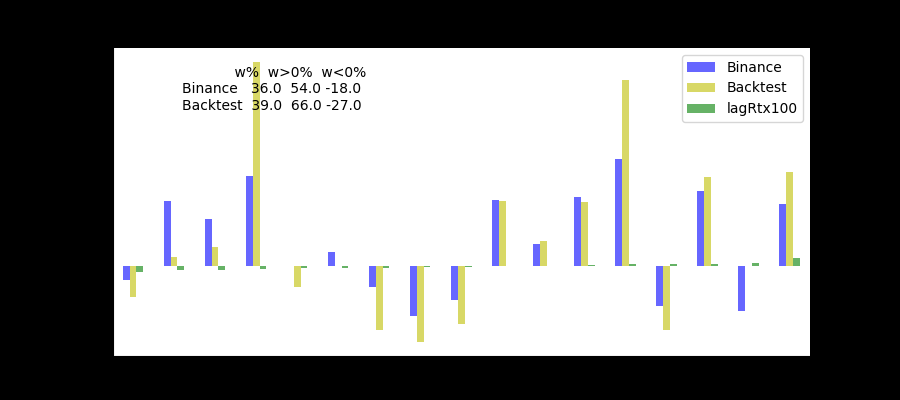 w%  w>0%  w<0%
Binance   36.0  54.0 -18.0
Backtest  39.0  66.0 -27.0
Binance
Backtest
lagRtx100